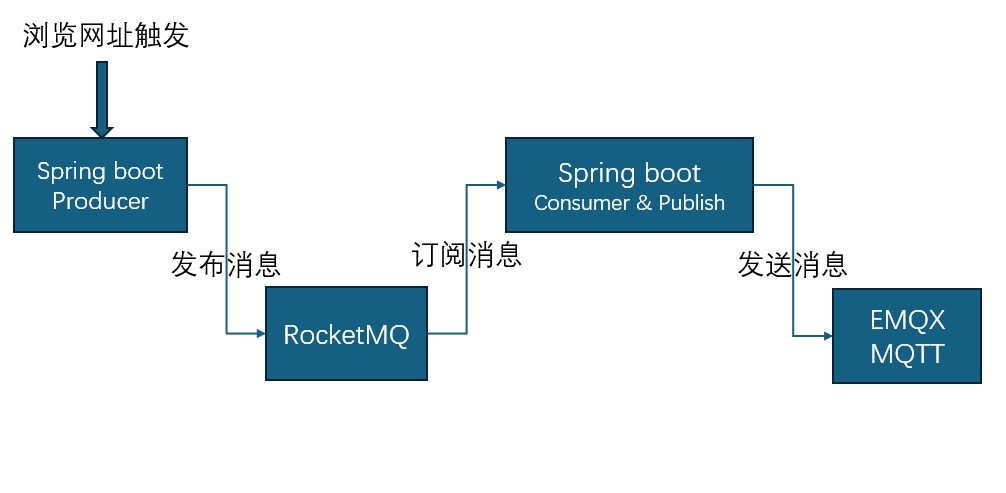 浏览网址触发
Spring boot
Producer
发布消息
RocketMQ
订阅消息
Spring boot
Consumer & Publish
发送消息
EMQX
MQTT